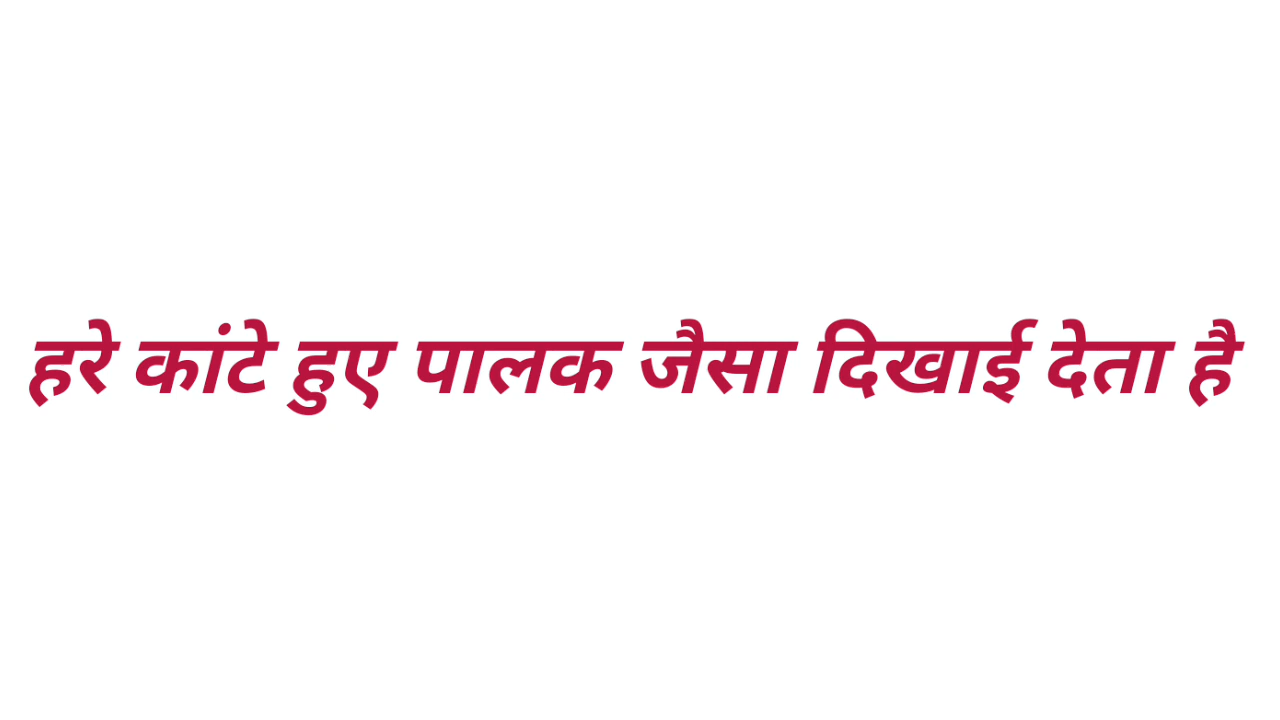 हरे कांटे हुए पालक जैसा दिखाई देता है